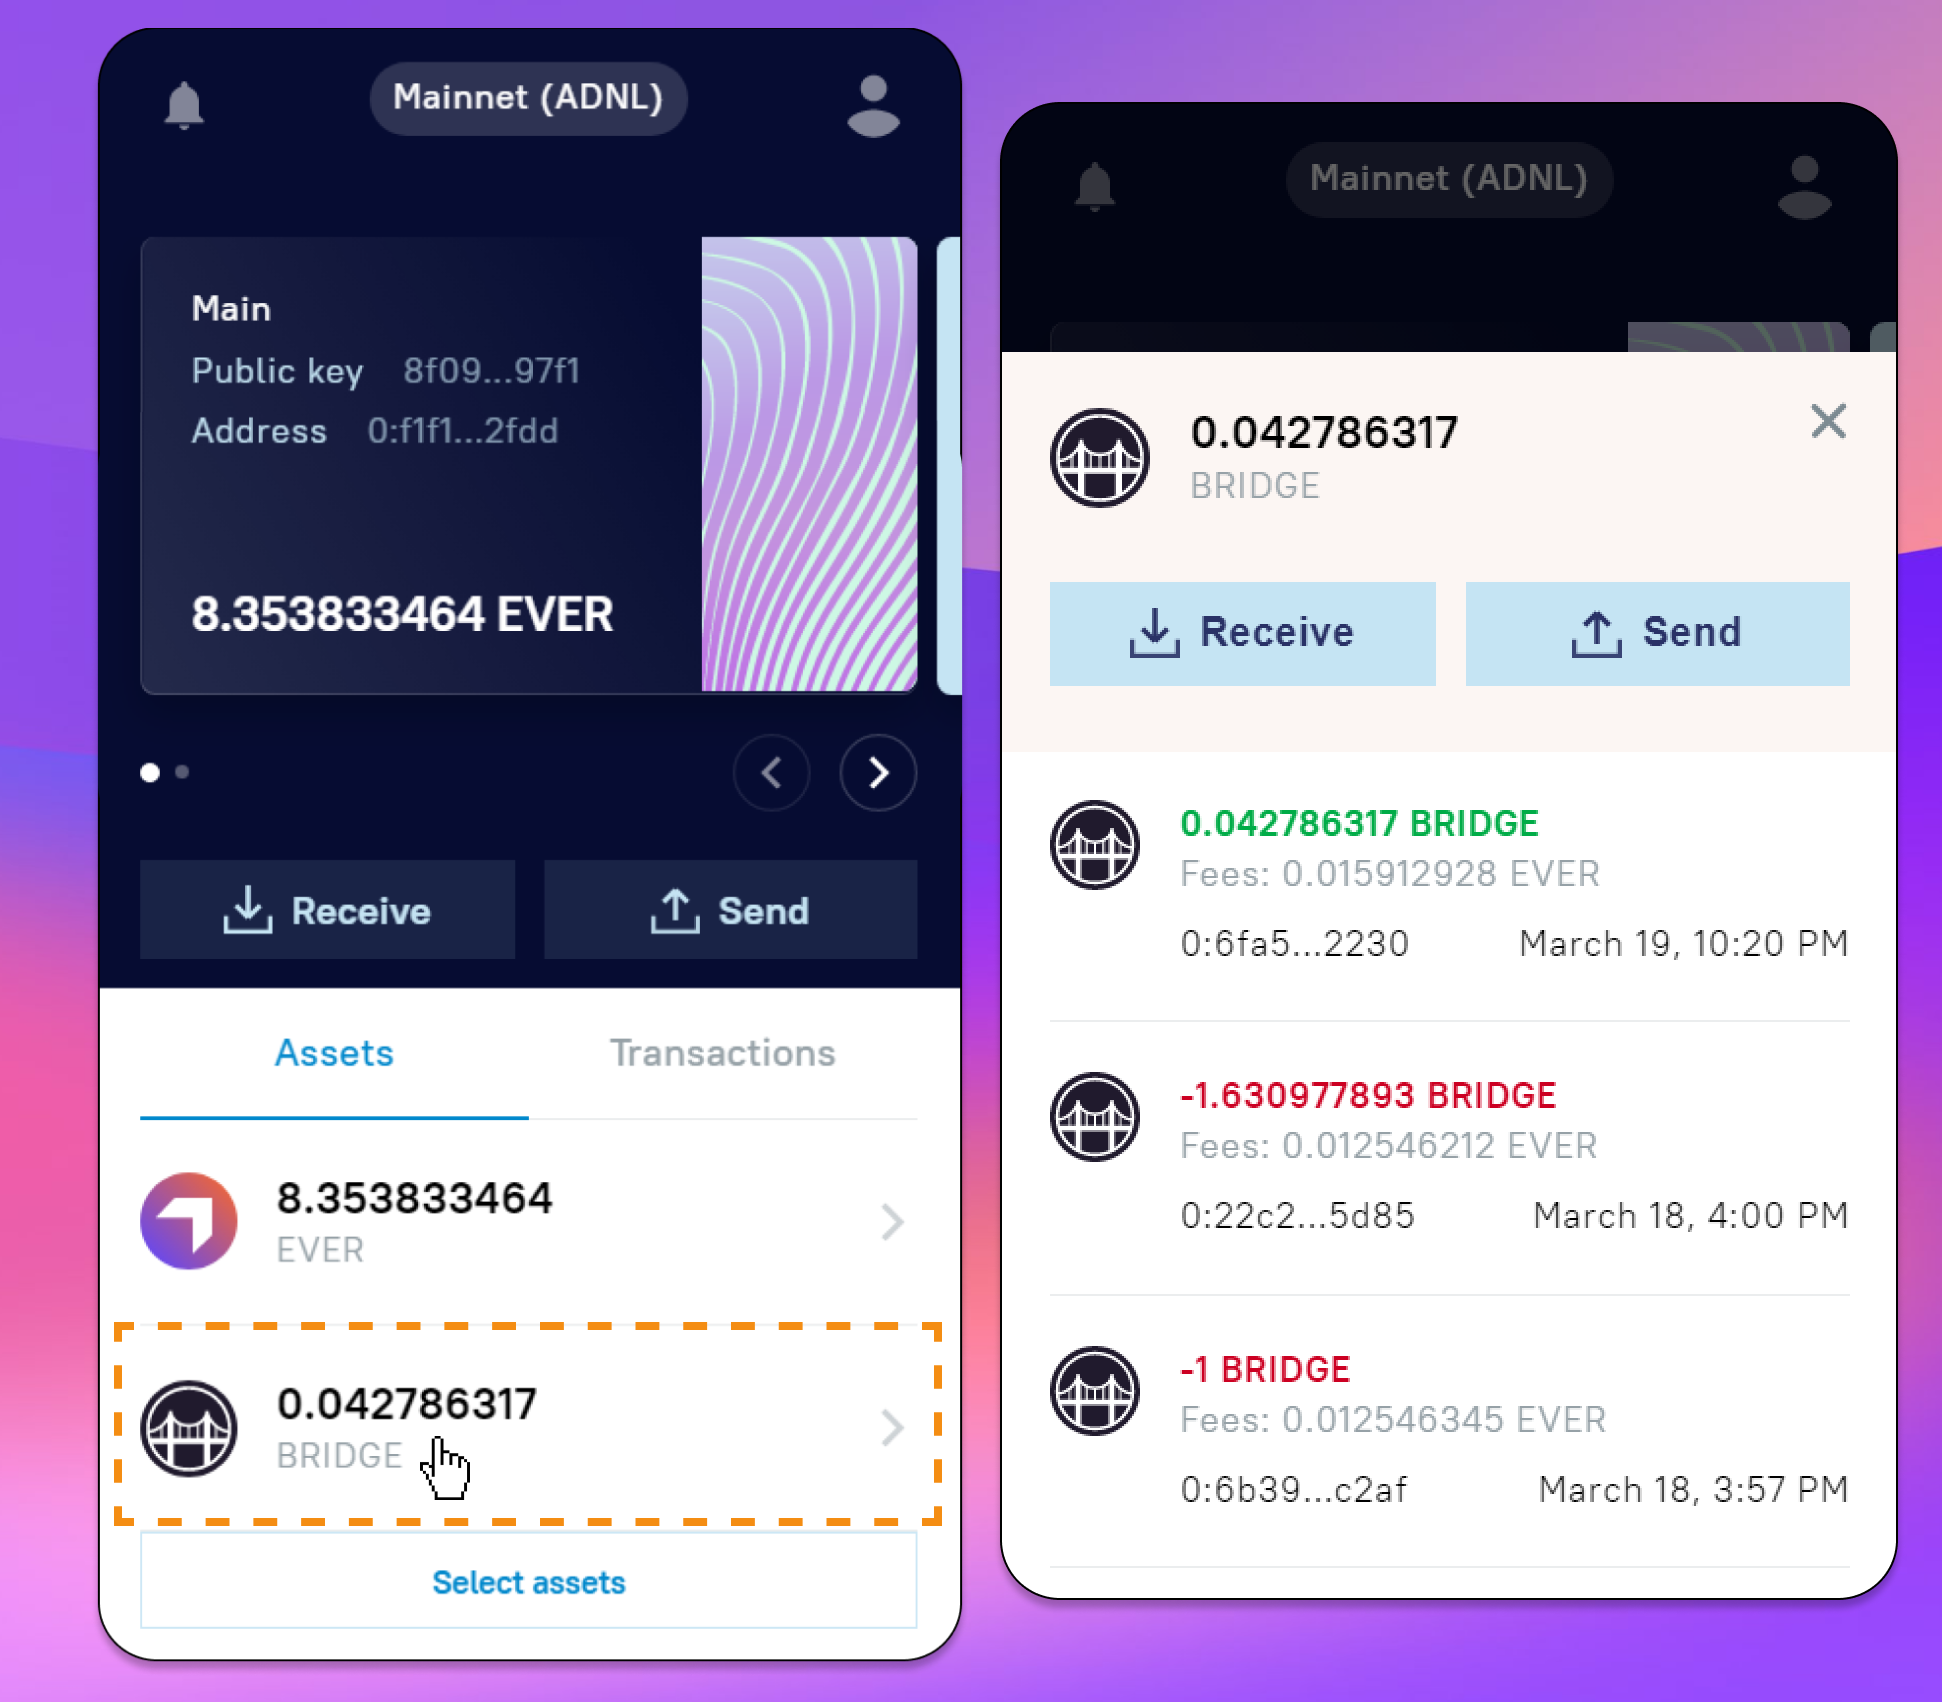 Mainnet (ADNL)
Main
Public key 8f09...97f1
Address 0:f1f1...2fdd
8.353833464 EVER
Receive
Send
Assets
Transactions
8.353833464
EVER
0.042786317
BRIDGE
Select assets
Mainnet (ADNL)
0.042786317
BRIDGE
Receive
Send
0.042786317 BRIDGE
Fees: 0.015912928 EVER
0:6fa5...2230 March 19, 10:20 PM
-1.630977893 BRIDGE
Fees: 0.012546212 EVER
0:22c2...5d85 March 18, 4:00 PM
-1 BRIDGE
Fees: 0.012546345 EVER
0:6b39...c2af March 18, 3:57 PM